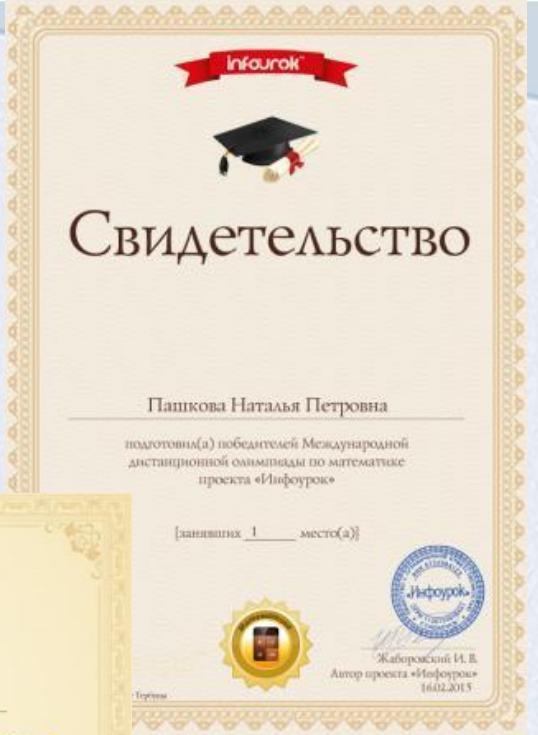 infourok
Свидетельство
Пашкова Наталья Петровна
подготовил(а) победителей Международной
дистанционной олимпиады по математике
проекта «Инфоурок»
[занявших 1 место(а)]
«Инфоурок»
Жаборовский И. В.
Автор проекта «Инфоурок»
16.02.2015